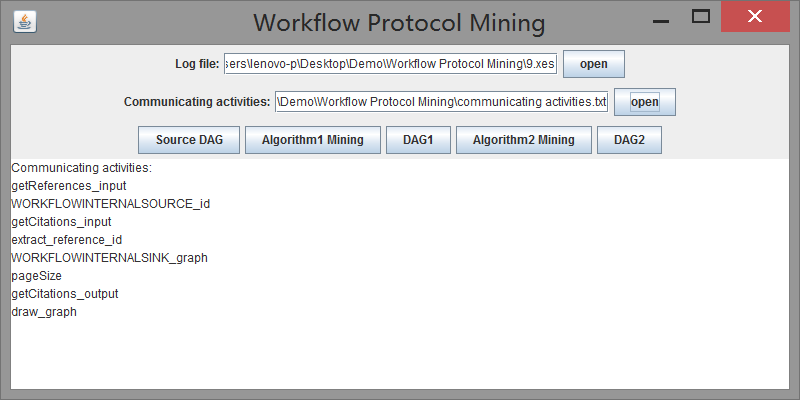 Workflow Protocol Mining
Log file: sers\lenovo-p\Desktop\Demo\Workflow Protocol Mining\9.xes open
Communicating activities: \Demo\Workflow Protocol Mining\communicating activities.txt open
Source DAG Algorithm1 Mining DAG1 Algorithm2 Mining DAG2
Communicating activities:
getReferences_input
WORKFLOWINTERNALSOURCE_id
getCitations_input
extract_reference_id
WORKFLOWINTERNALSINK_graph
pageSize
getCitations_output
draw_graph